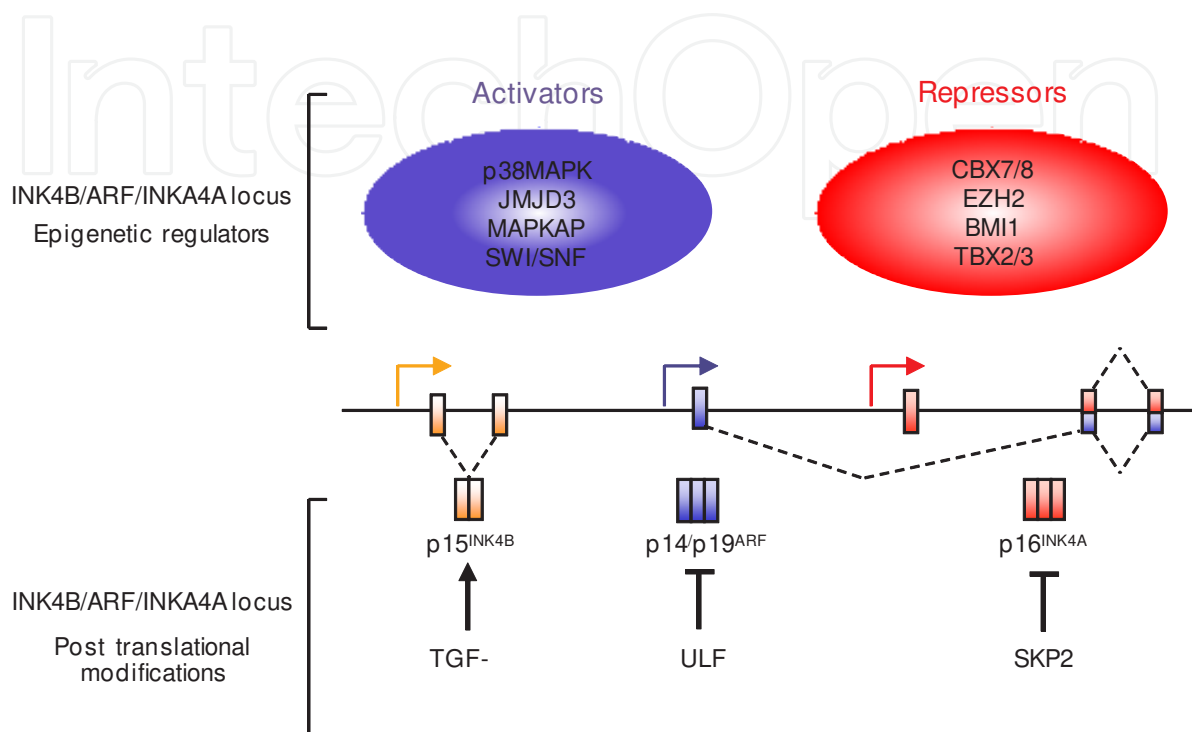 IntechOpen
Activators
Repressors
p38MAPK
JMJD3
MAPKAP
SWI/SNF
CBX7/8
EZH2
BMI1
TBX2/3
INK4B/ARF/INKA4A locus
Epigenetic regulators
p15INK4B
p14/p19ARF
p16INK4A
INK4B/ARF/INKA4A locus
Post translational
modifications
TGF-
ULF
SKP2